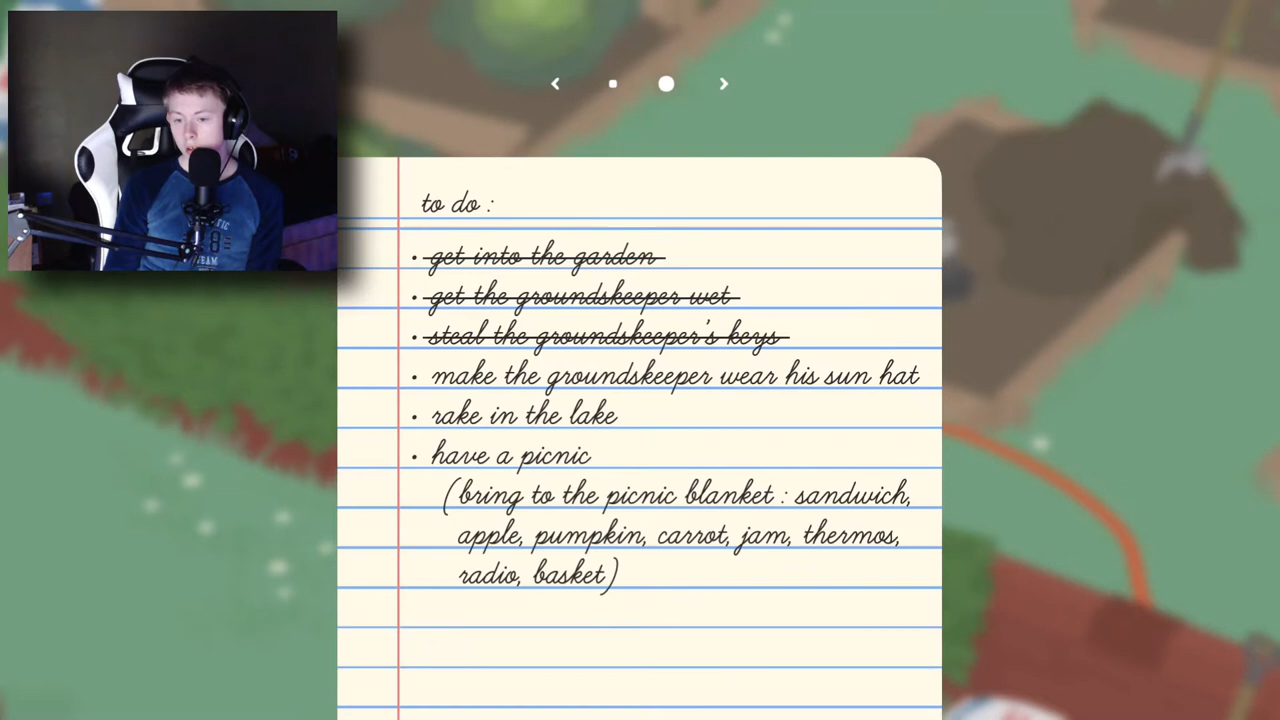 to do :
• get into the garden
• get the groundskeeper wet
• steal the groundskeeper's keys
• make the groundskeeper wear his sun hat
• rake in the lake
• have a picnic
(bring to the picnic blanket : sandwich,
apple, pumpkin, carrot, jam, thermos,
radio, basket)